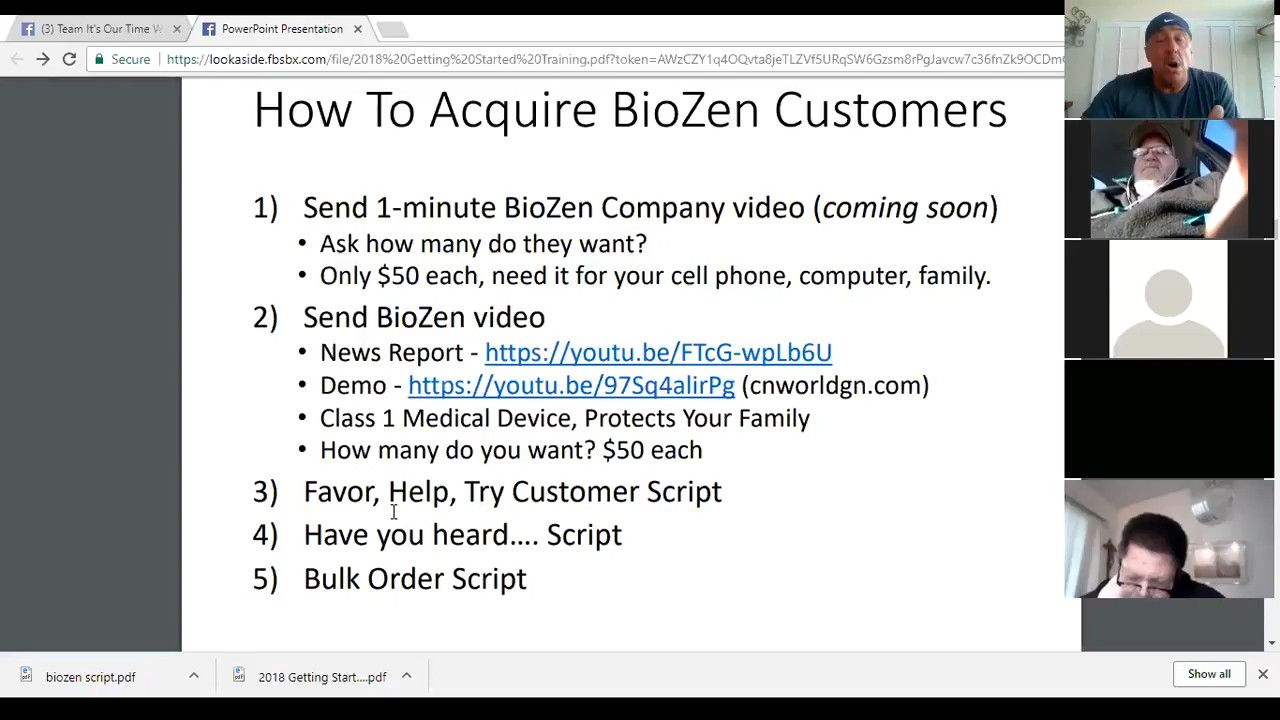 (3) Team It's Our Time W
PowerPoint Presentation
Secure
https://lookaside.fbsbx.com/file/2018%20Getting%20Started%20Training.pdf?token=
How To Acquire BioZen Customers
1) Send 1-minute BioZen Company video (coming soon)
• Ask how many do they want?
• Only $50 each, need it for your cell phone, computer, family.
2) Send BioZen video
• News Report - https://youtu.be/FTcG-wpLb6U
• Demo - https://youtu.be/97Sq4alirPg (cnworldgn.com)
• Class 1 Medical Device, Protects Your Family
• How many do you want? $50 each
3) Favor, Help, Try Customer Script
4) Have you heard.... Script
5) Bulk Order Script
biozen script.pdf
2018 Getting Start....pdf
Show all